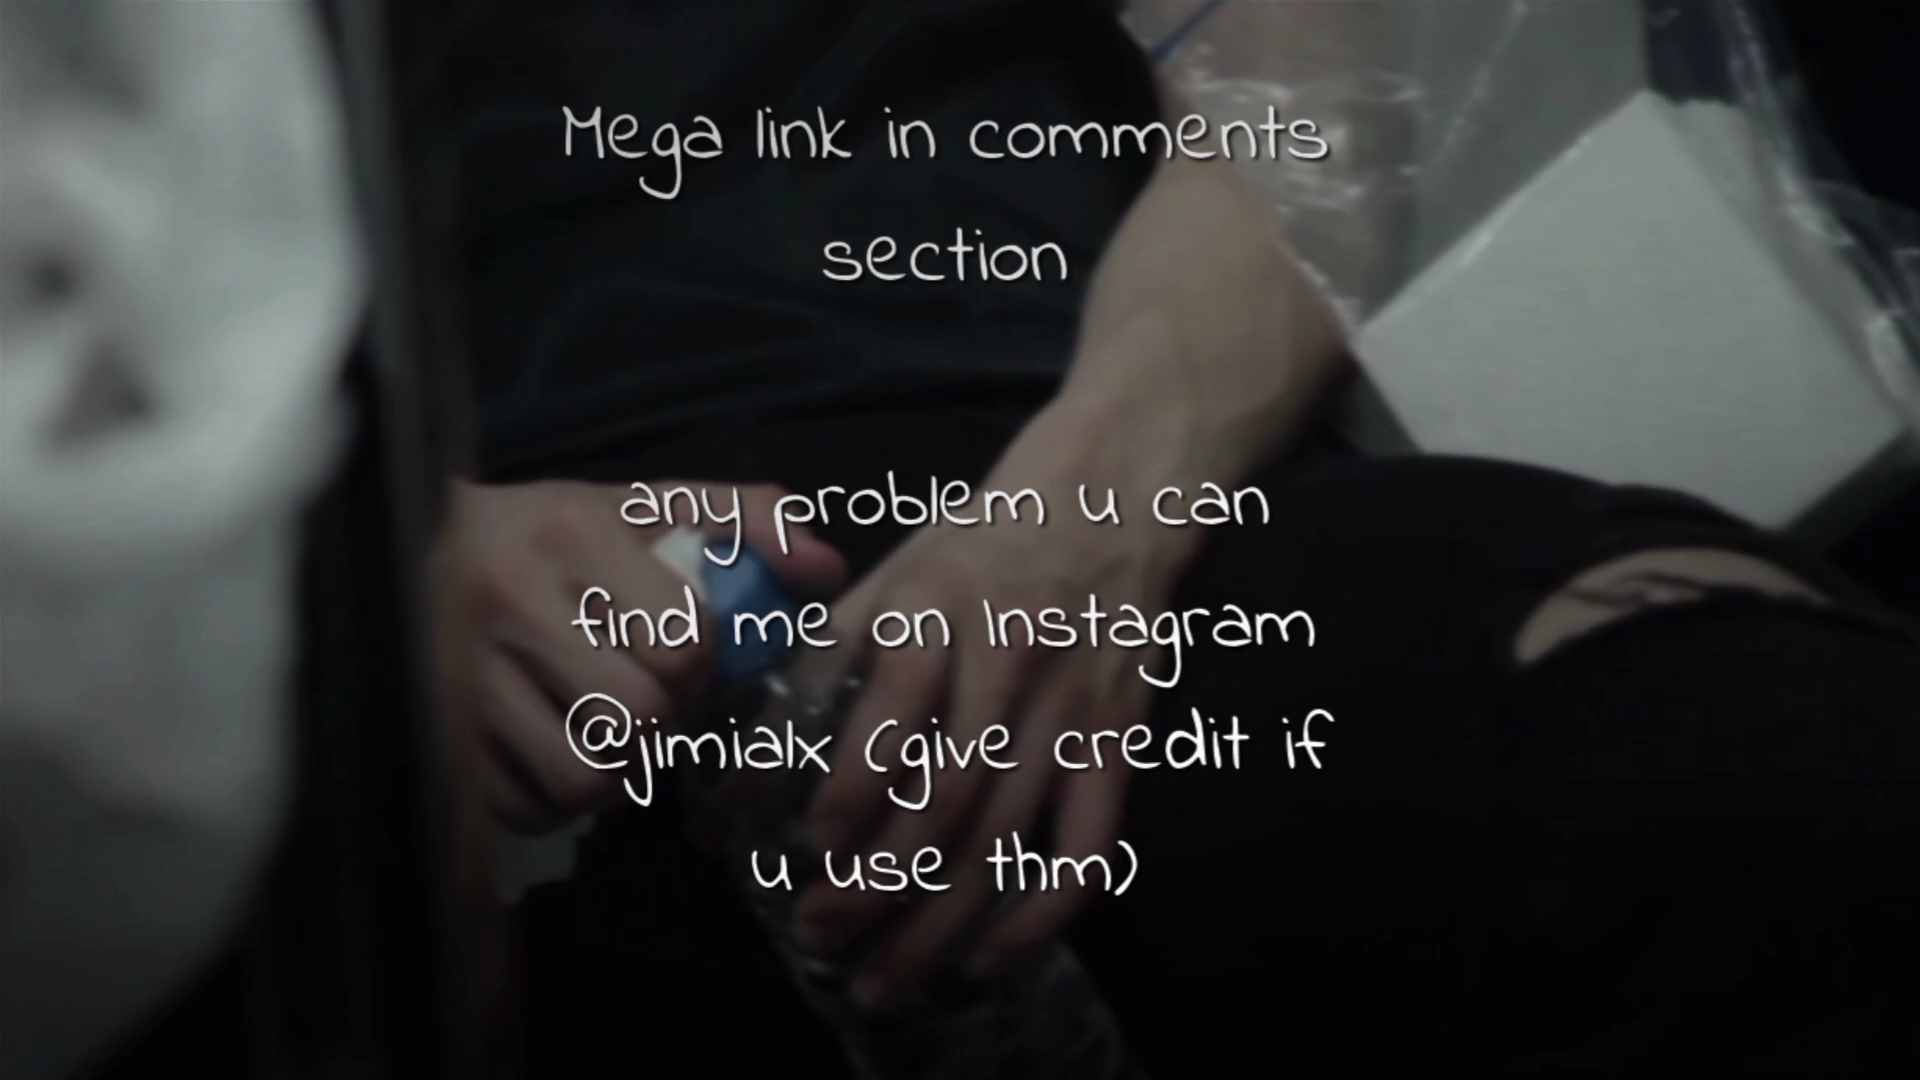 Mega link in comments
section
any problem u can
find me on Instagram
@jimialx (give credit if
u use thm)